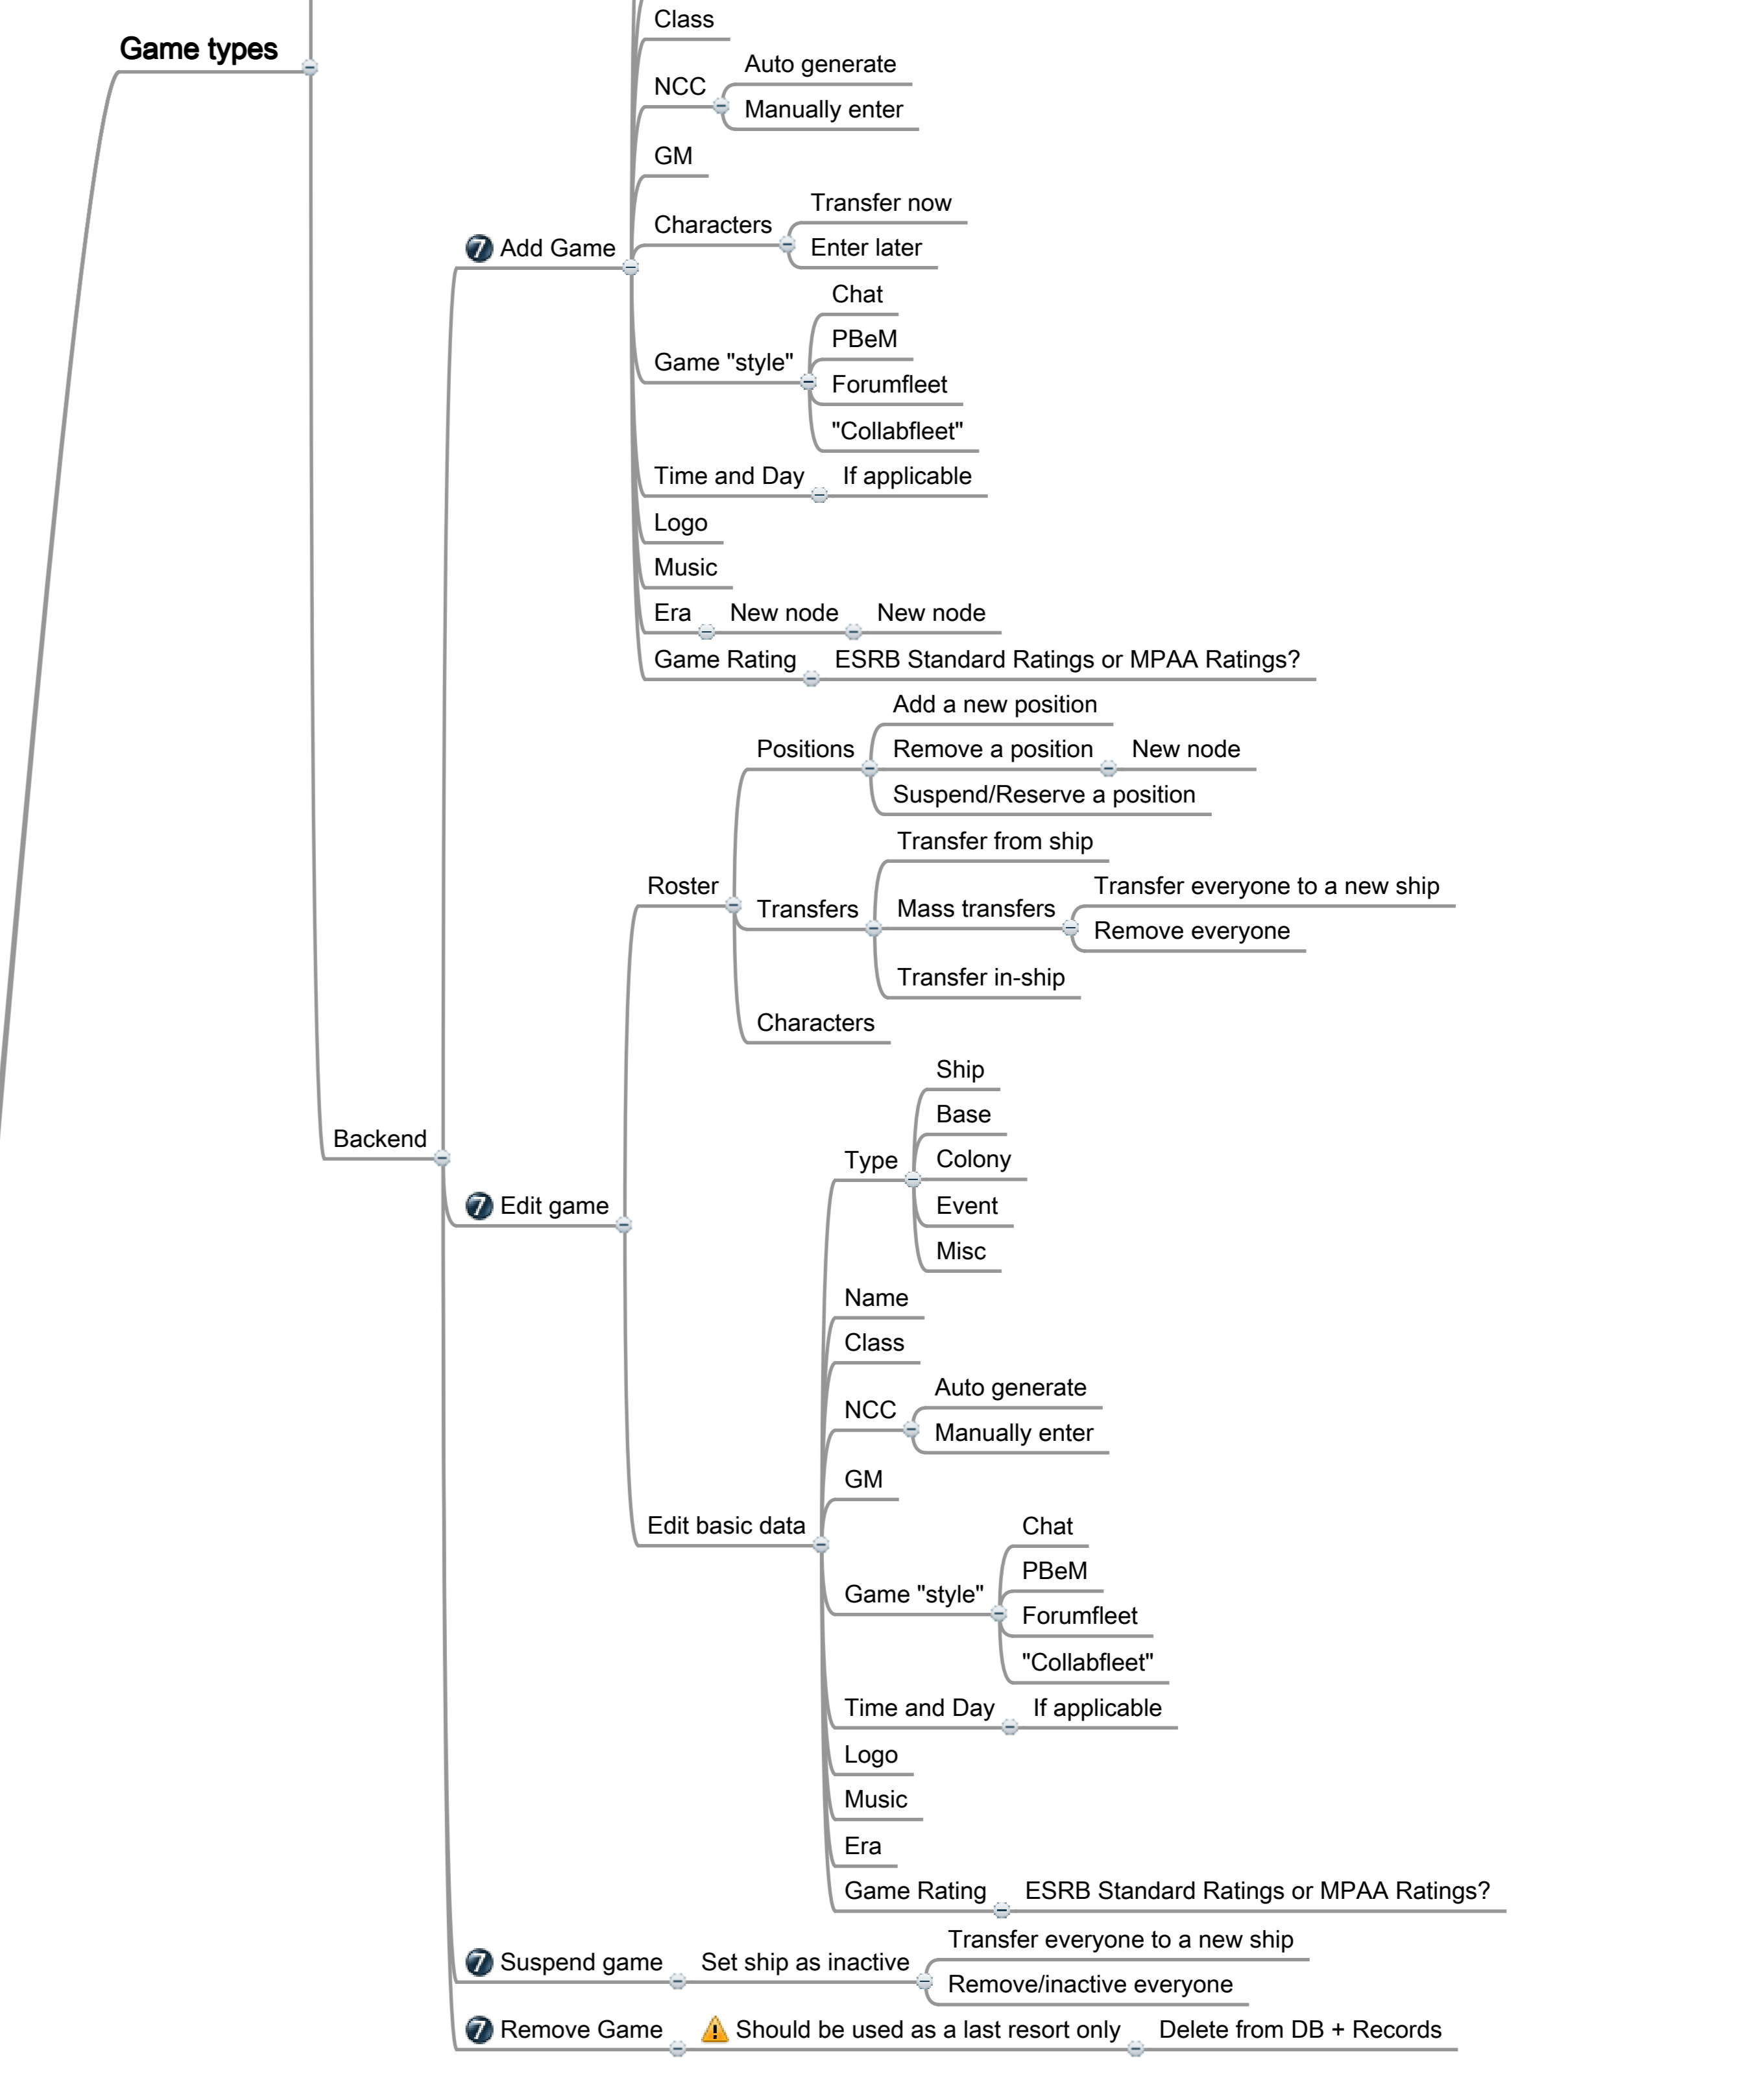 Game types
Class
NCC
Auto generate
Manually enter
GM
Characters
Transfer now
Enter later
7 Add Game
Game "style"
Chat
PBeM
Forumfleet
"Collabfleet"
Time and Day
If applicable
Logo
Music
Era
New node
New node
Game Rating
ESRB Standard Ratings or MPAA Ratings?
Backend
7 Edit game
Roster
Positions
Add a new position
Remove a position
New node
Suspend/Reserve a position
Transfers
Transfer from ship
Mass transfers
Transfer everyone to a new ship
Remove everyone
Transfer in-ship
Characters
Edit basic data
Type
Ship
Base
Colony
Event
Misc
Name
Class
NCC
Auto generate
Manually enter
GM
Game "style"
Chat
PBeM
Forumfleet
"Collabfleet"
Time and Day
If applicable
Logo
Music
Era
Game Rating
ESRB Standard Ratings or MPAA Ratings?
7 Suspend game
Set ship as inactive
Transfer everyone to a new ship
Remove/inactive everyone
7 Remove Game
! Should be used as a last resort only
Delete from DB + Records